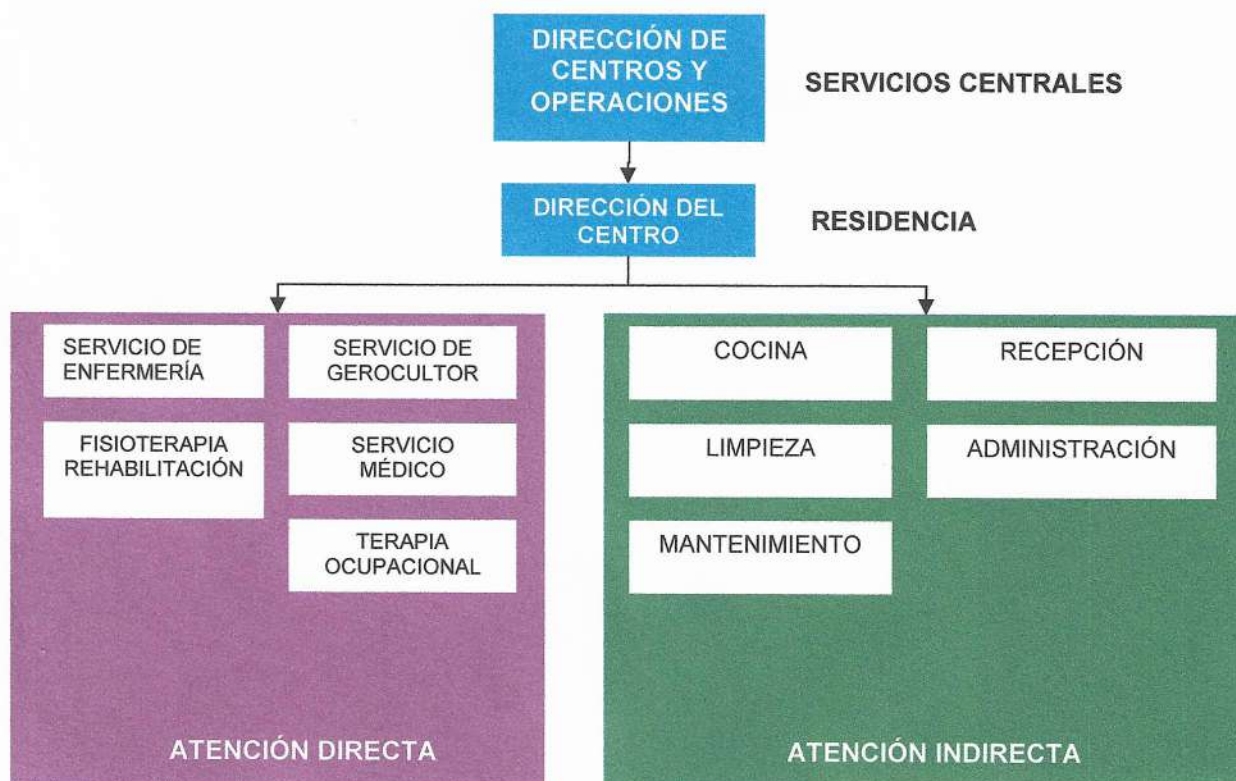 DIRECCIÓN DE
CENTROS Y
OPERACIONES
SERVICIOS CENTRALES
DIRECCIÓN DEL
CENTRO
RESIDENCIA
SERVICIO DE
ENFERMERÍA
SERVICIO DE
GEROCULTOR
FISIOTERAPIA
REHABILITACIÓN
SERVICIO
MÉDICO
TERAPIA
OCUPACIONAL
ATENCIÓN DIRECTA
COCINA
RECEPCIÓN
LIMPIEZA
ADMINISTRACIÓN
MANTENIMIENTO
ATENCIÓN INDIRECTA